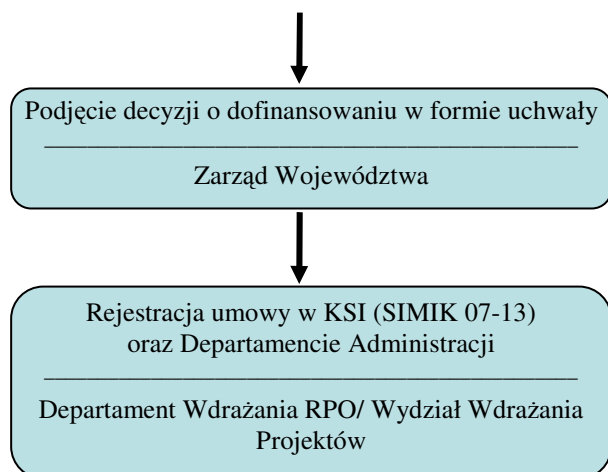 Podjęcie decyzji o dofinansowaniu w formie uchwały
Zarząd Województwa
Rejestracja umowy w KSI (SIMIK 07-13)
oraz Departamencie Administracji
Departament Wdrażania RPO/ Wydział Wdrażania
Projektów